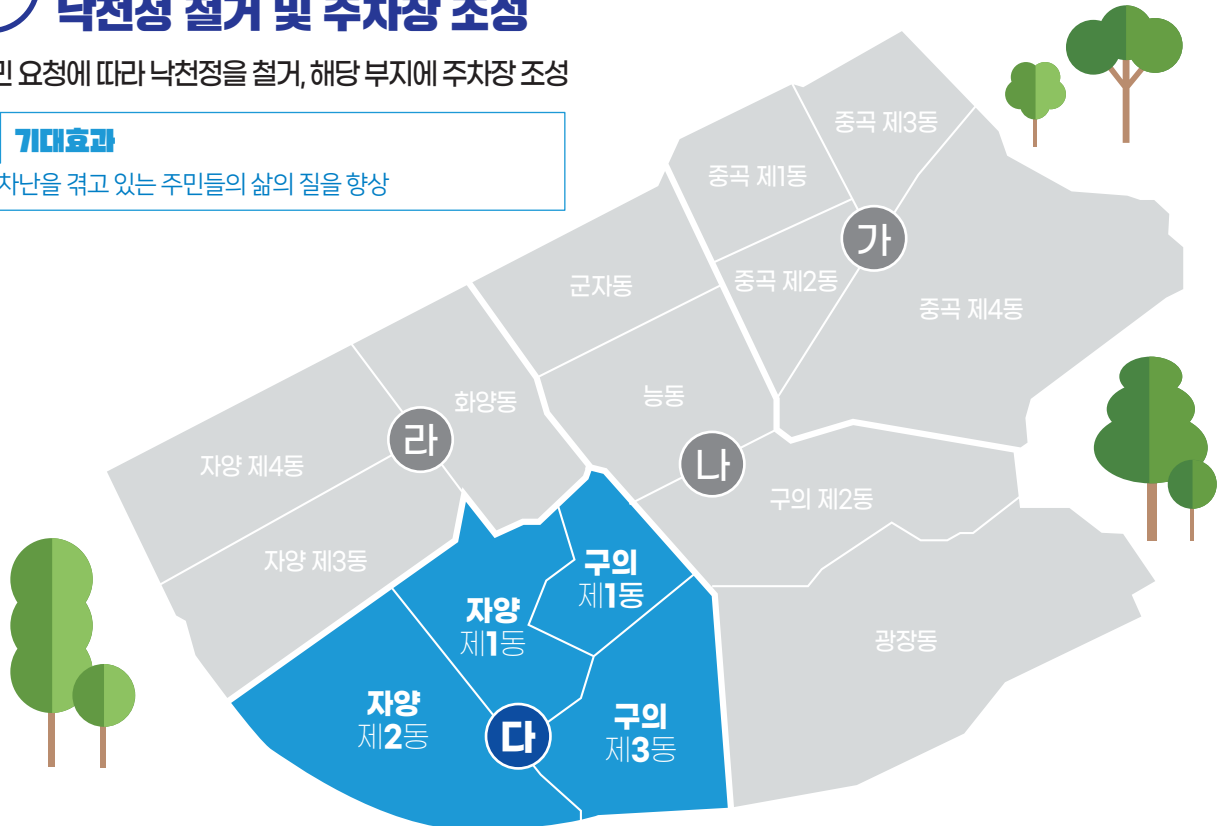 낙천정 철거 및 주차장 조성
민 요청에 따라 낙천정을 철거, 해당 부지에 주차장 조성
기대효과
차난을 겪고 있는 주민들의 삶의 질을 향상
중곡 제3동
중곡 제1동
가
중곡 제2동
중곡 제4동
군자동
능동
화양동
라
나
자양 제4동
구의 제2동
자양 제3동
구의
제1동
자양
제1동
광장동
자양
제2동
다
구의
제3동